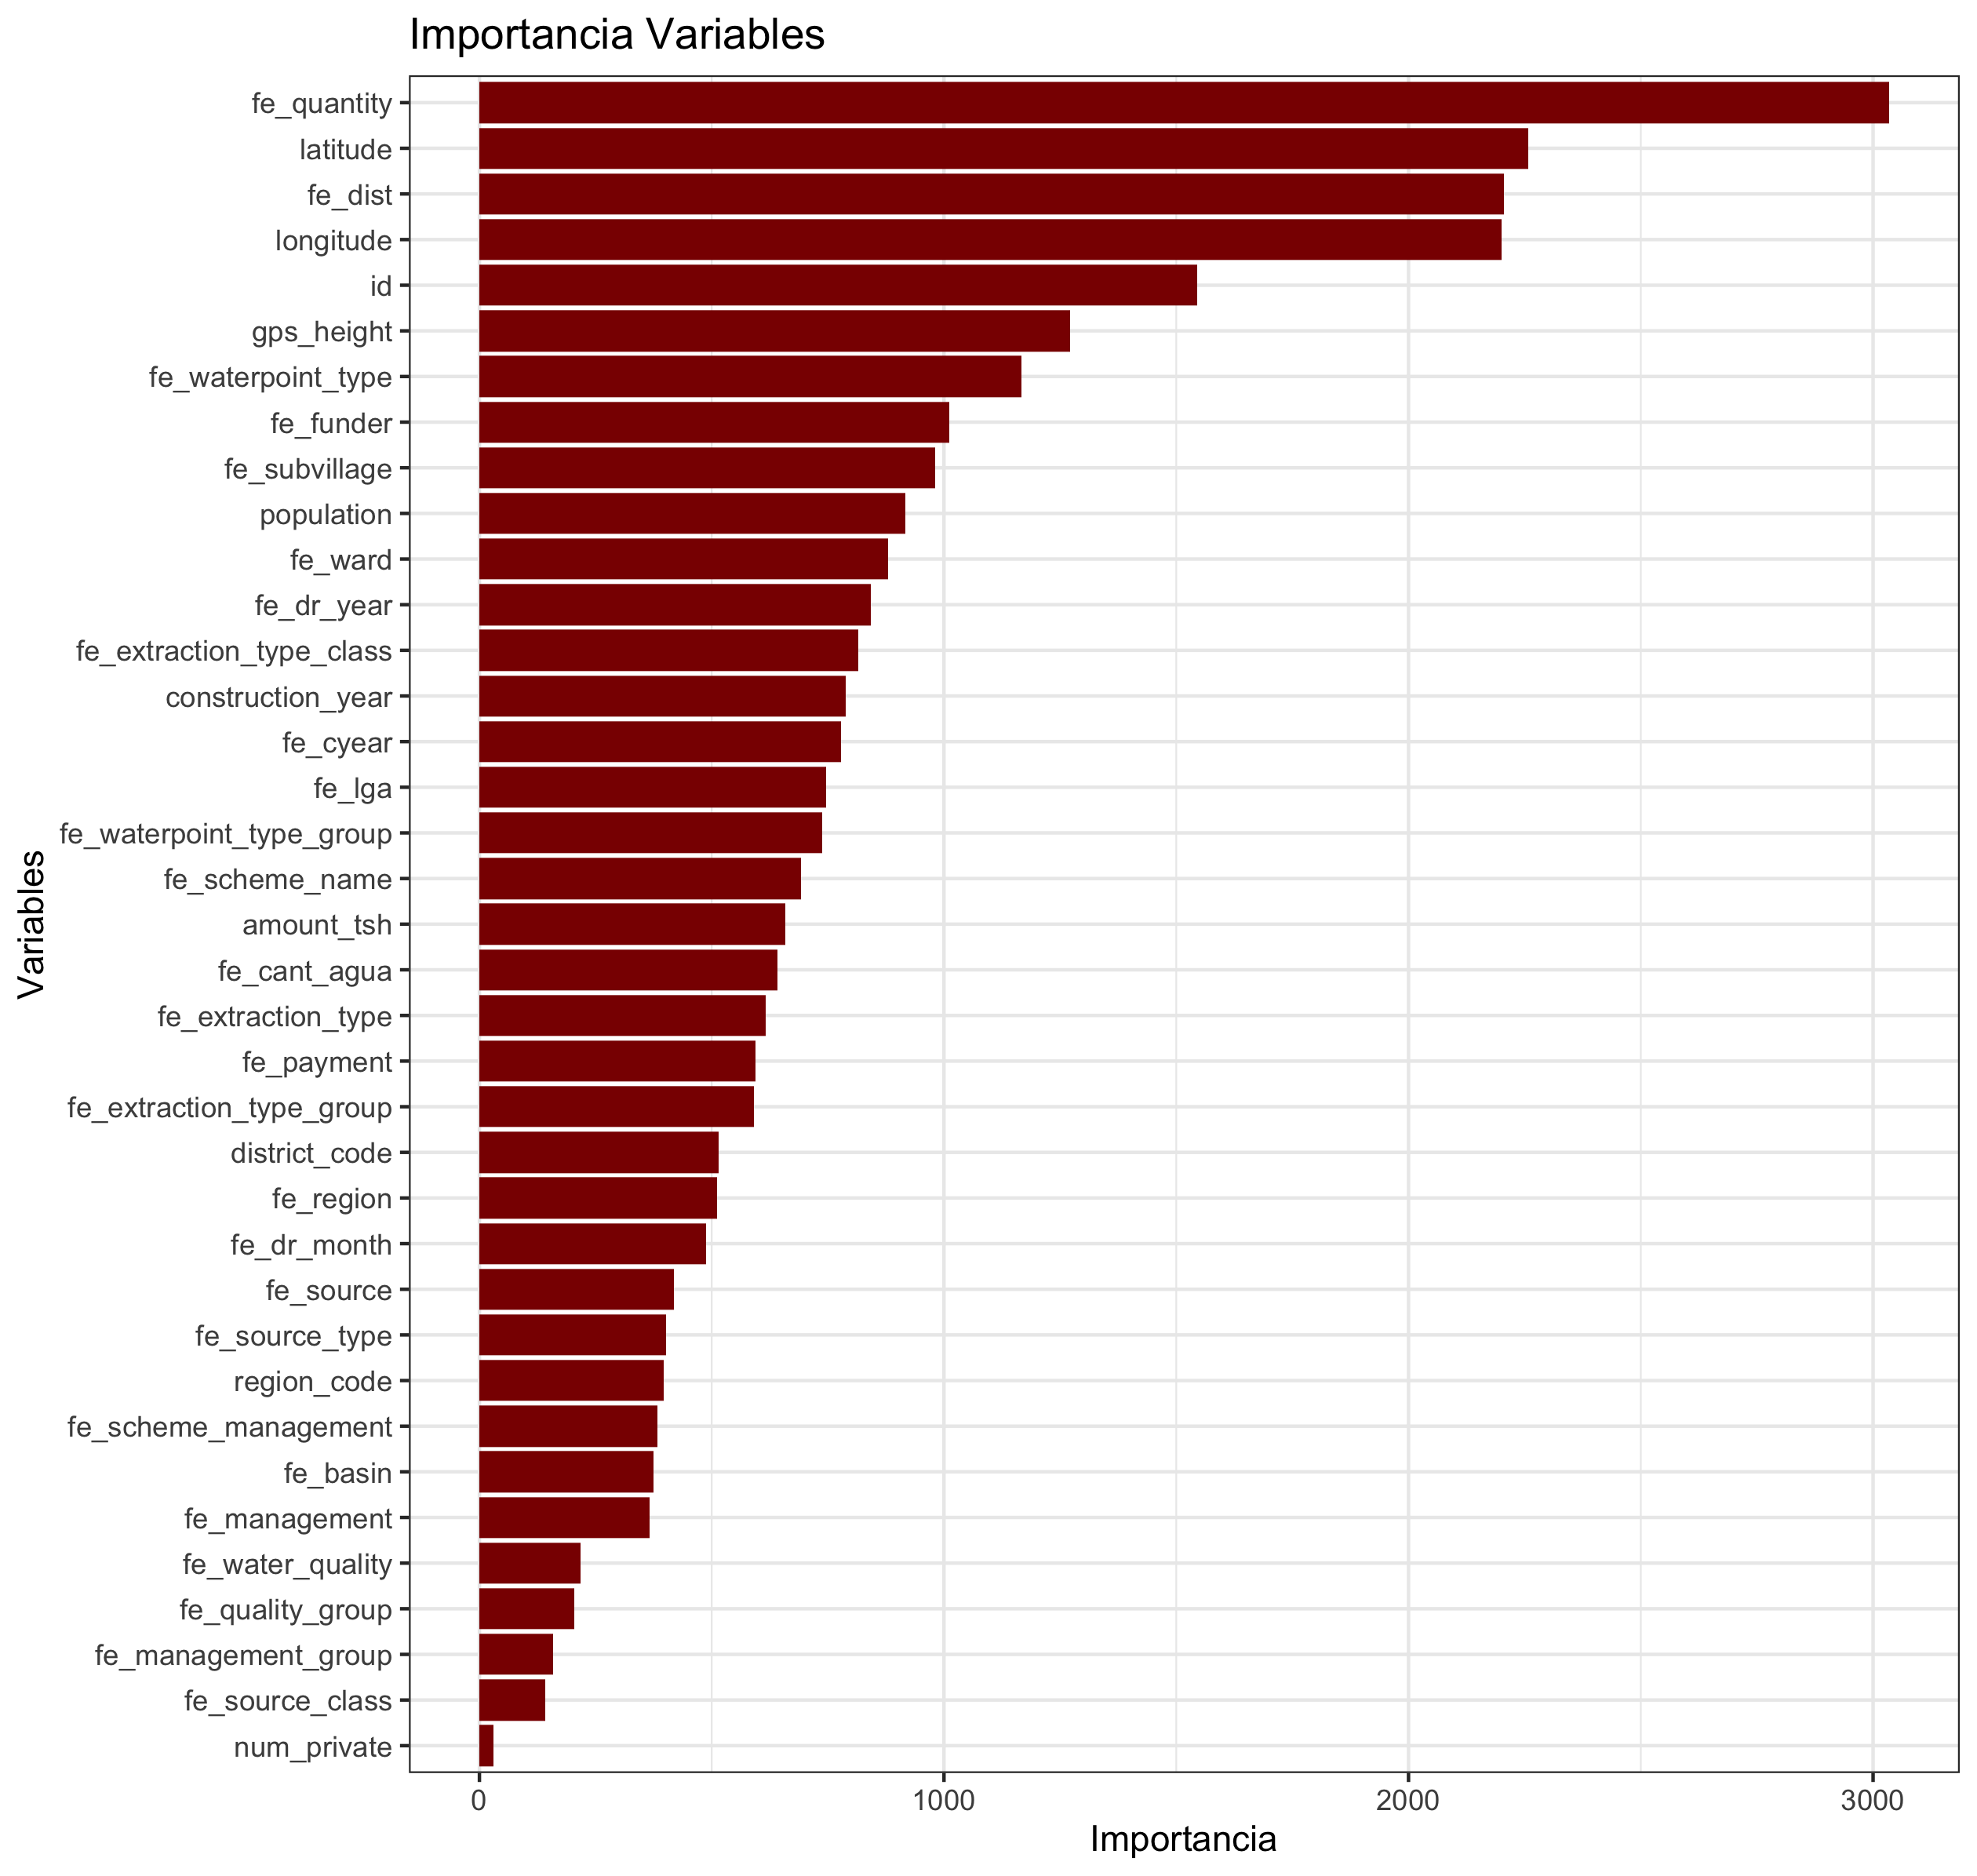 Importancia Variables
fe_quantity
latitude
fe_dist
longitude
id
gps_height
fe_waterpoint_type
fe_funder
fe_subvillage
population
fe_ward
fe_dr_year
fe_extraction_type_class
construction_year
fe_cyear
fe_lga
fe_waterpoint_type_group
fe_scheme_name
amount_tsh
fe_cant_agua
fe_extraction_type
fe_payment
fe_extraction_type_group
district_code
fe_region
fe_dr_month
fe_source
fe_source_type
region_code
fe_scheme_management
fe_basin
fe_management
fe_water_quality
fe_quality_group
fe_management_group
fe_source_class
num_private
Variables
0 1000 2000 3000
Importancia